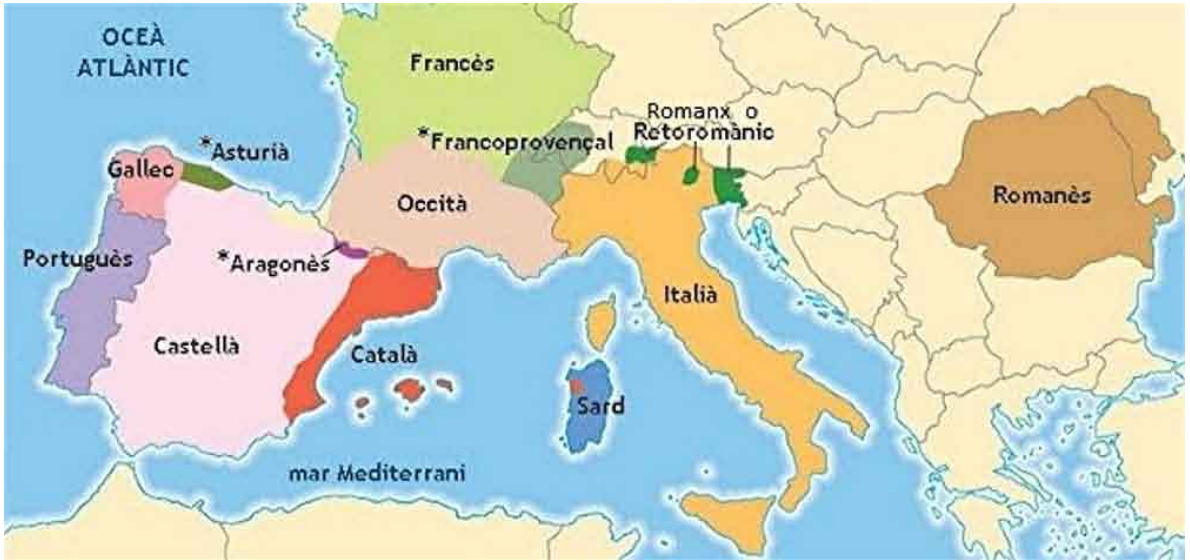 OCEÀ
ATLÀNTIC
Francès
Romanx o
Retoromànic
*Francoprovençal
*Asturià
Gallec
Occità
Romanès
Portuguès
*Aragonès
Italià
Castellà
Català
Sard
mar Mediterrani